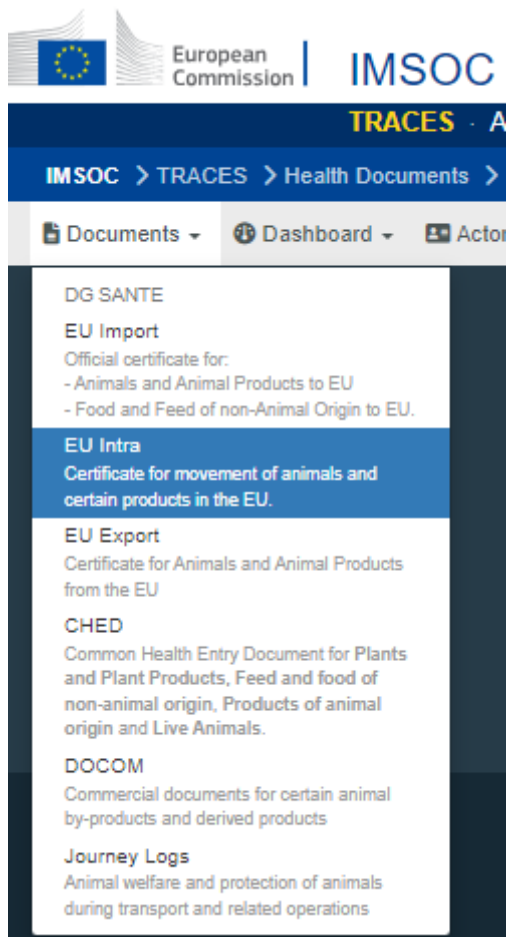 European
Commission
IMSOC
TRACES · A
IMSOC > TRACES > Health Documents >
Documents Dashboard Actor
DG SANTE
EU Import
Official certificate for:
- Animals and Animal Products to EU
- Food and Feed of non-Animal Origin to EU.
EU Intra
Certificate for movement of animals and
certain products in the EU.
EU Export
Certificate for Animals and Animal Products
from the EU
CHED
Common Health Entry Document for Plants
and Plant Products, Feed and food of
non-animal origin, Products of animal
origin and Live Animals.
DOCOM
Commercial documents for certain animal
by-products and derived products
Journey Logs
Animal welfare and protection of animals
during transport and related operations